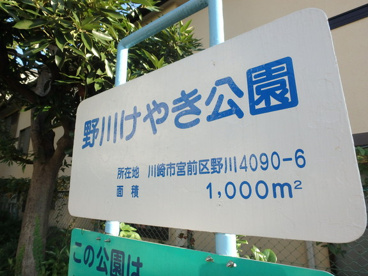 野川けやき公園
所在地 川崎市宮前区野川4090-6
面積 1,000m²
この公園は